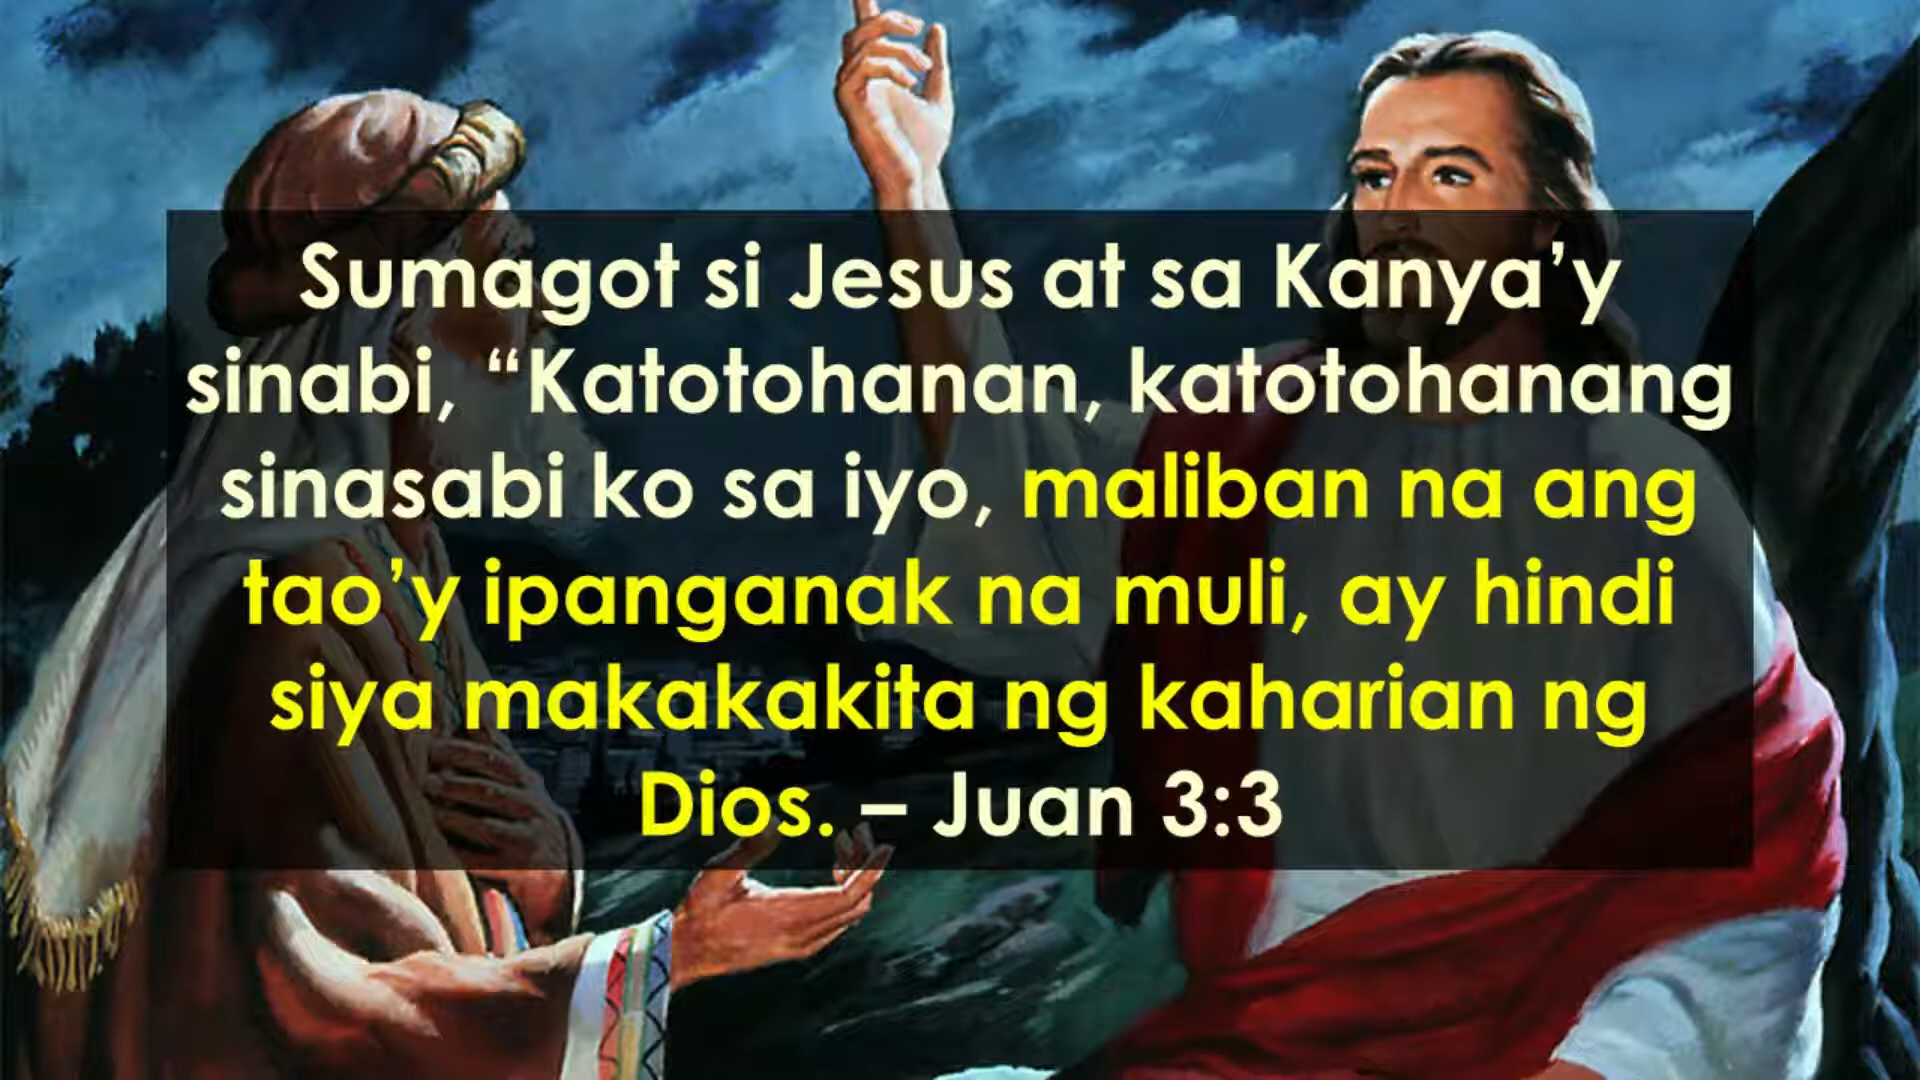 Sumagot si Jesus at sa Kanya’y
sinabi, “Katotohanan, katotohanang
sinasabi ko sa iyo, maliban na ang
tao’y ipanganak na muli, ay hindi
siya makakakita ng kaharian ng
Dios. – Juan 3:3